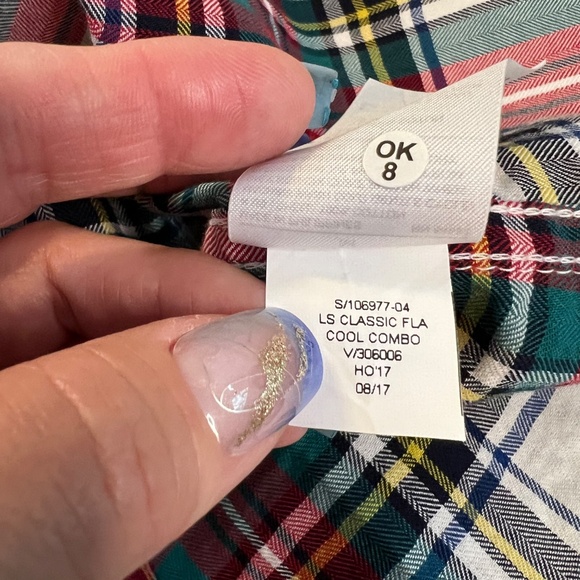 OK
8
S/106977-04
LS CLASSIC FLA
COOL COMBO
V/306006
HO'17
08/17